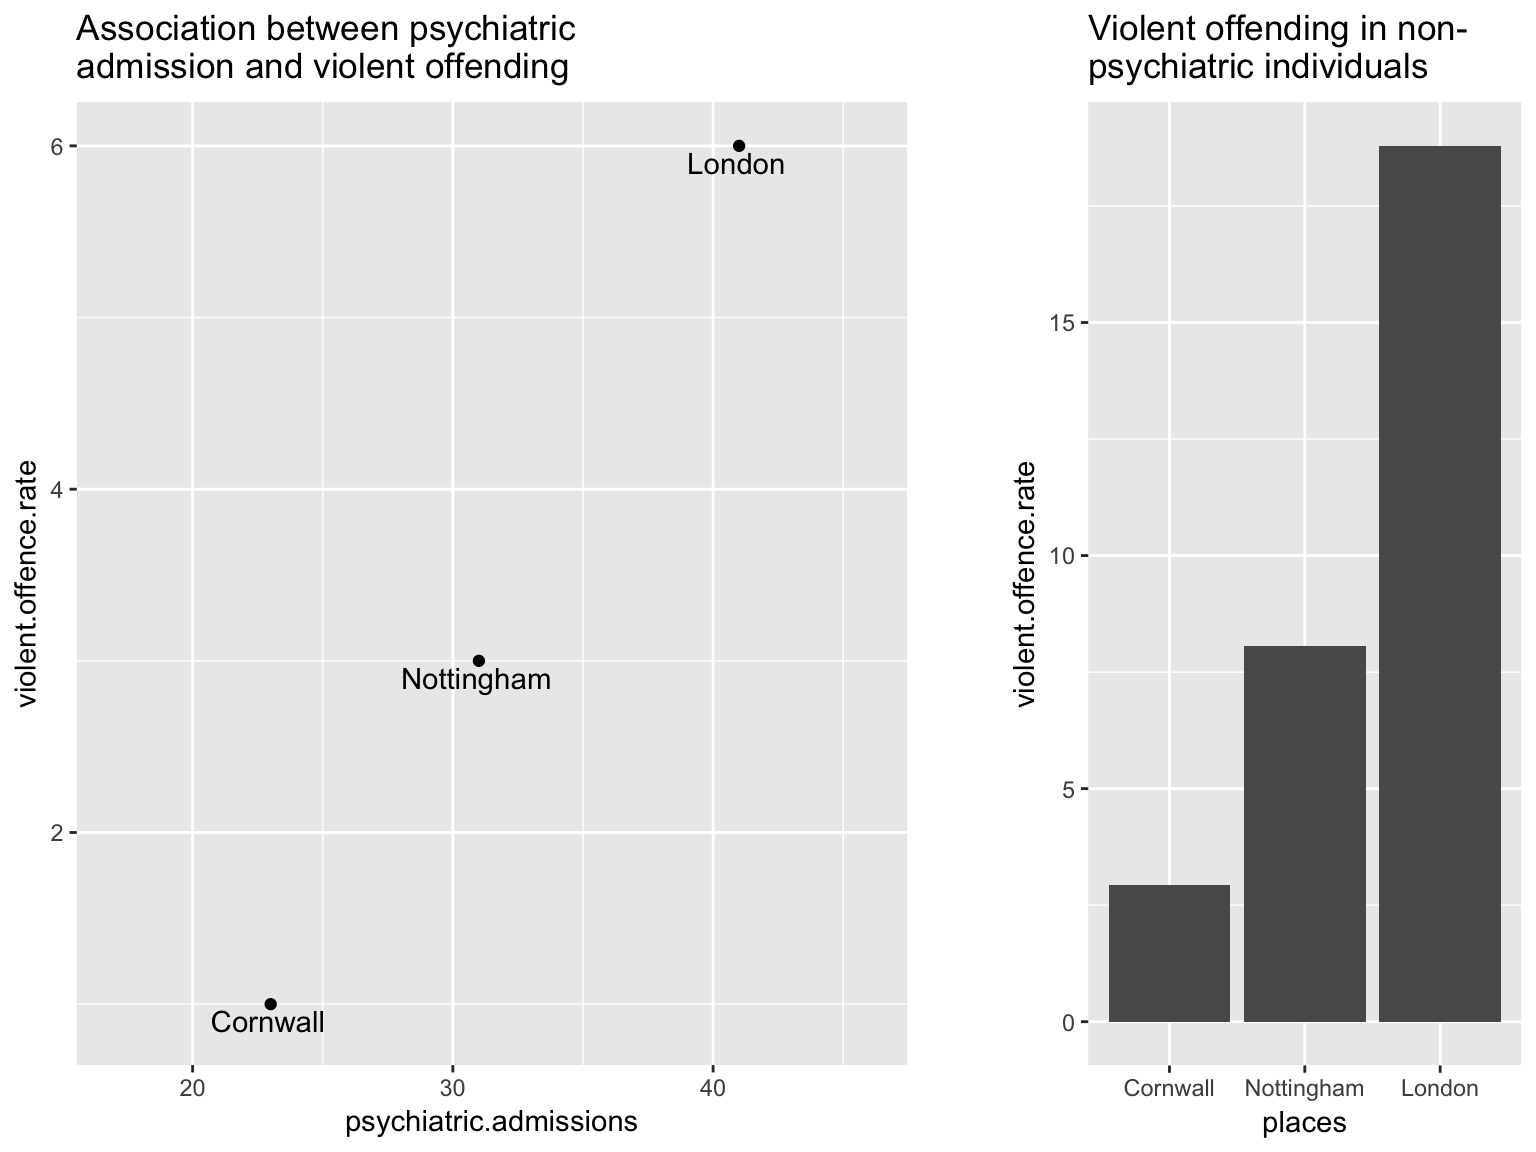 Association between psychiatric
admission and violent offending
6
4
2
violent.offence.rate
London
Nottingham
Cornwall
20
30
40
psychiatric.admissions
Violent offending in non-
psychiatric individuals
15
10
5
0
violent.offence.rate
Cornwall
Nottingham
London
places